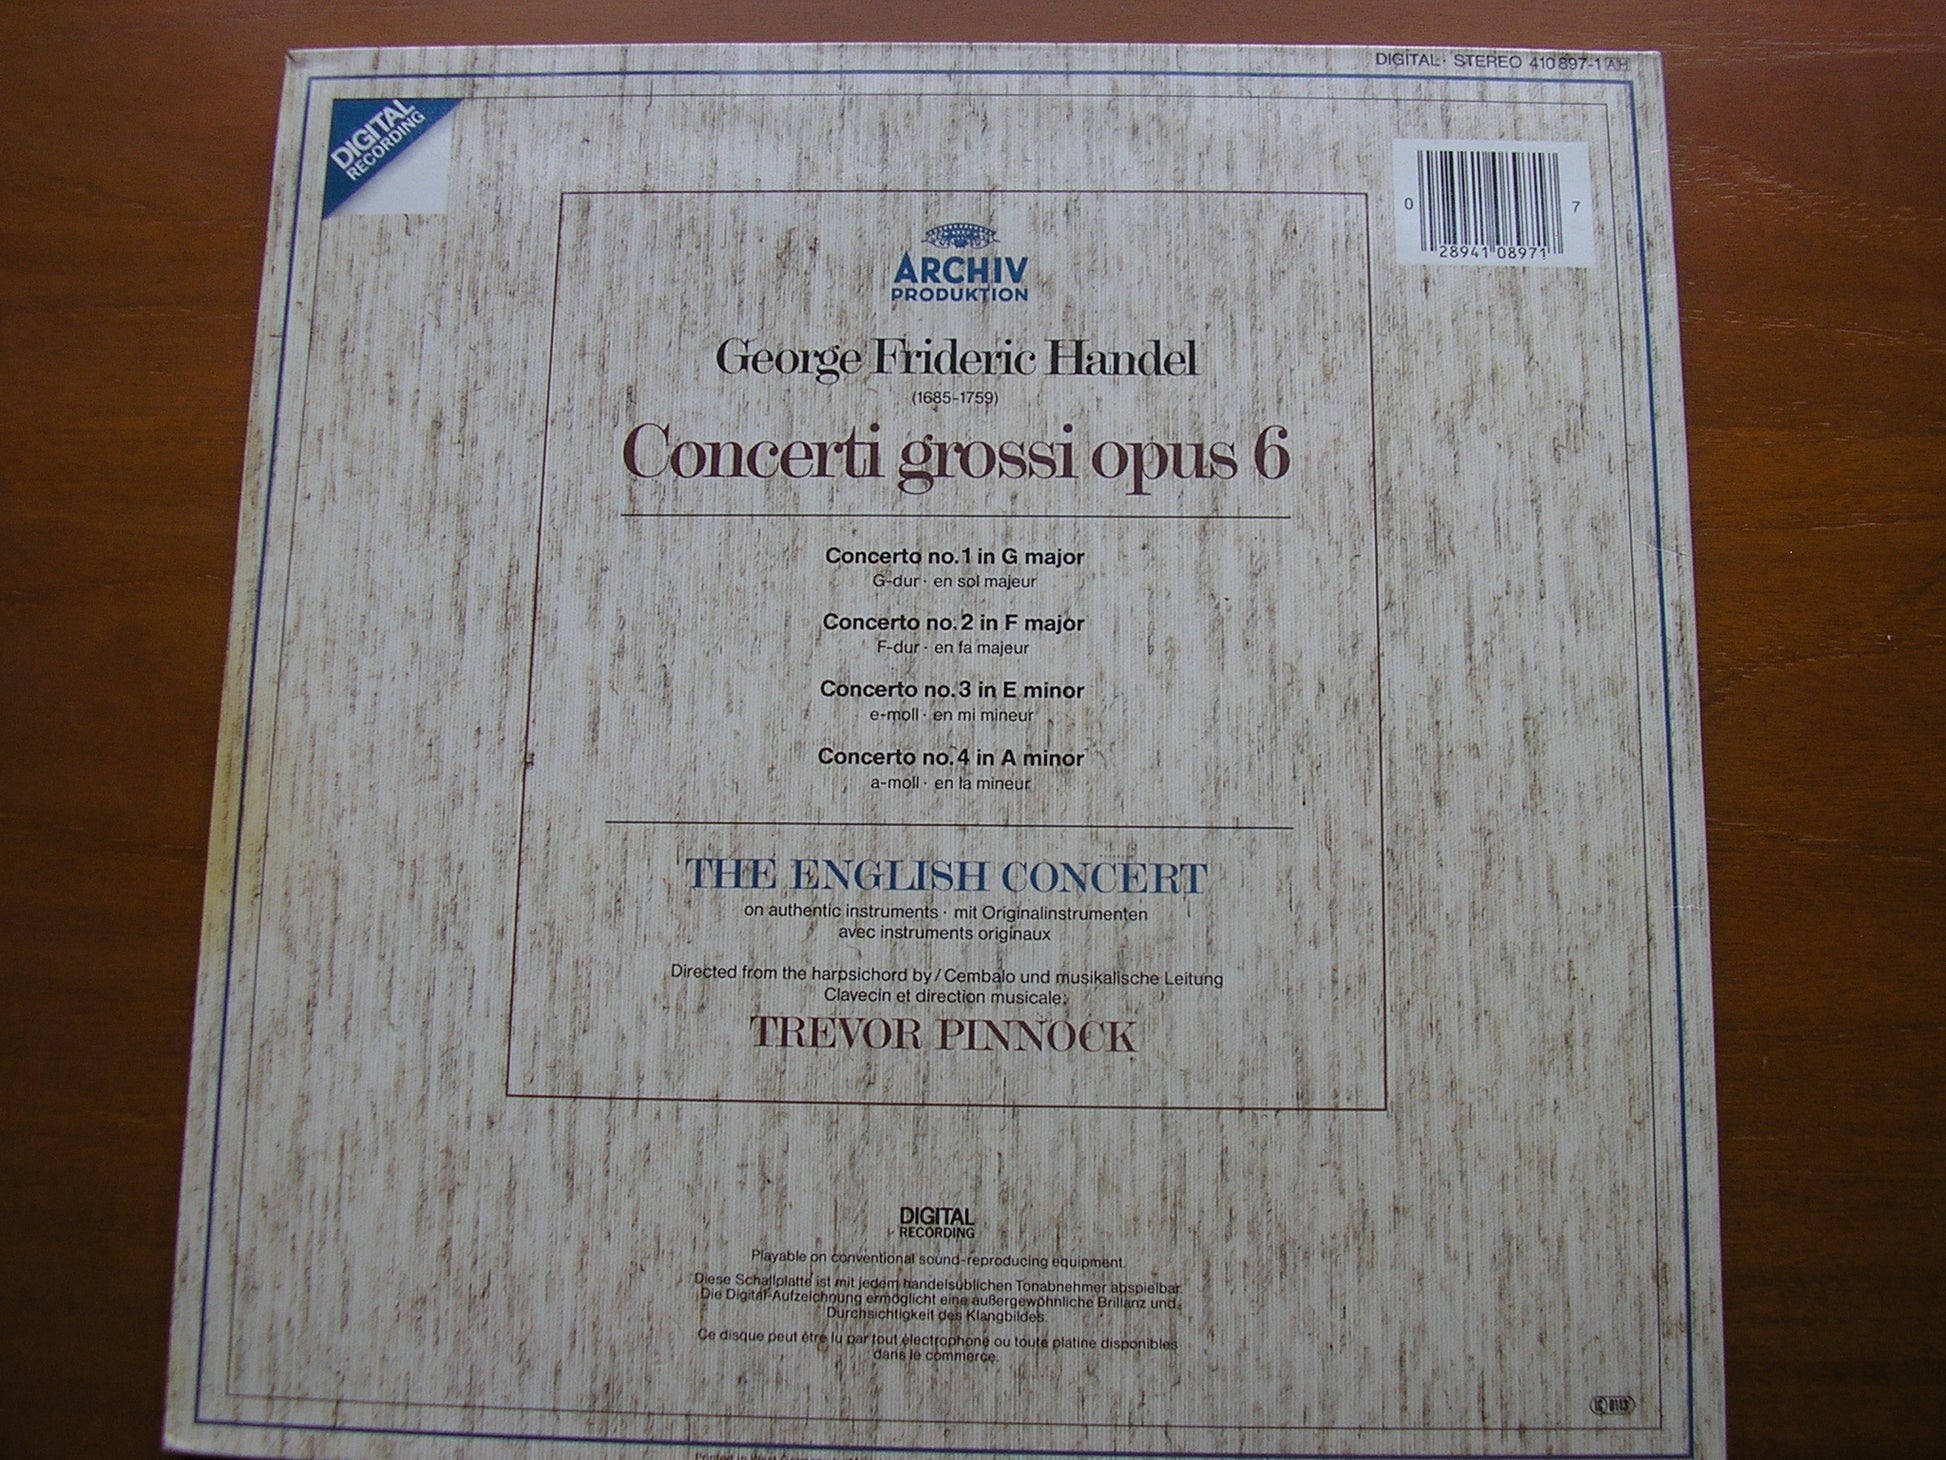 DIGITAL · STEREO 410 897-1 AH
DIGITAL
RECORDING
0 28941 08971 7
ARCHIV
PRODUKTION
George Frideric Handel
(1685-1759)
Concerti grossi opus 6
Concerto no. 1 in G major
G-dur · en sol majeur
Concerto no. 2 in F major
F-dur · en fa majeur
Concerto no. 3 in E minor
e-moll · en mi mineur
Concerto no. 4 in A minor
a-moll · en la mineur
THE ENGLISH CONCERT
on authentic instruments · mit Originalinstrumenten
avec instruments originaux
Directed from the harpsichord by / Cembalo und musikalische Leitung
Clavecin et direction musicale:
TREVOR PINNOCK
DIGITAL
RECORDING
Playable on conventional sound-reproducing equipment.
Diese Schallplatte ist mit jedem handelsüblichen Tonabnehmer abspielbar.
Die Digital-Aufzeichnung ermöglicht eine außergewöhnliche Brillanz und
Durchsichtigkeit des Klangbildes.
Ce disque peut être lu par tout électrophone ou toute platine disponibles
dans le commerce.
LC 0113